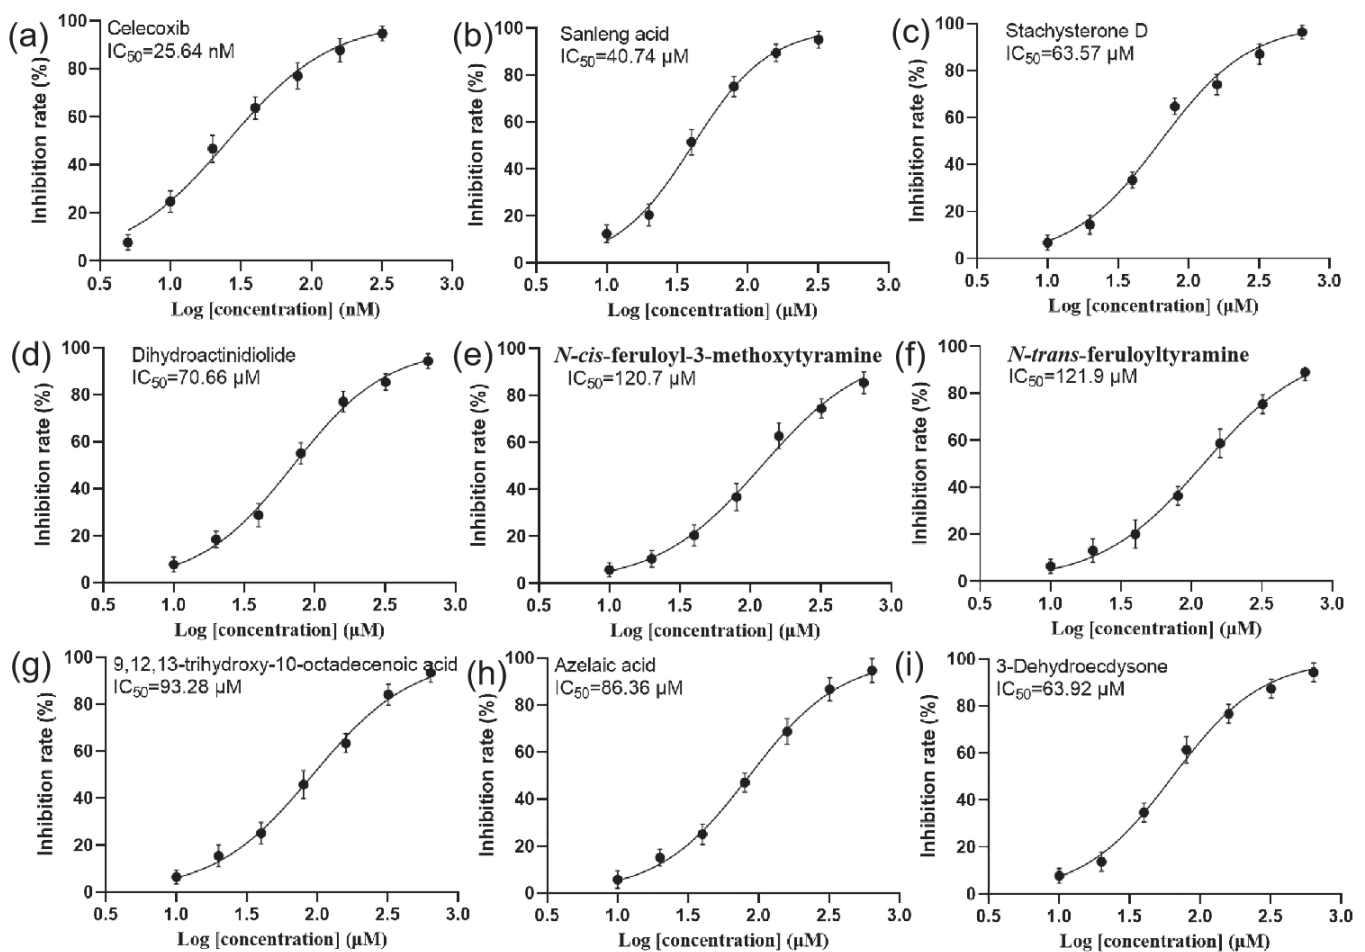 (a)
Celecoxib
IC50=25.64 nM
Inhibition rate (%)
100
80
60
40
20
0
0.5 1.0 1.5 2.0 2.5 3.0
Log [concentration] (nM)
(b)
Sanleng acid
IC50=40.74 µM
Inhibition rate (%)
100
80
60
40
20
0
0.5 1.0 1.5 2.0 2.5 3.0
Log [concentration] (µM)
(c)
Stachysterone D
IC50=63.57 µM
Inhibition rate (%)
100
80
60
40
20
0
0.5 1.0 1.5 2.0 2.5 3.0
Log [concentration] (µM)
(d)
Dihydroactinidiolide
IC50=70.66 µM
Inhibition rate (%)
100
80
60
40
20
0
0.5 1.0 1.5 2.0 2.5 3.0
Log [concentration] (µM)
(e)
N-cis-feruloyl-3-methoxytyramine
IC50=120.7 µM
Inhibition rate (%)
100
80
60
40
20
0
0.5 1.0 1.5 2.0 2.5 3.0
Log [concentration] (µM)
(f)
N-trans-feruloyltyramine
IC50=121.9 µM
Inhibition rate (%)
100
80
60
40
20
0
0.5 1.0 1.5 2.0 2.5 3.0
Log [concentration] (µM)
(g)
9,12,13-trihydroxy-10-octadecenoic acid
IC50=93.28 µM
Inhibition rate (%)
100
80
60
40
20
0
0.5 1.0 1.5 2.0 2.5 3.0
Log [concentration] (µM)
(h)
Azelaic acid
IC50=86.36 µM
Inhibition rate (%)
100
80
60
40
20
0
0.5 1.0 1.5 2.0 2.5 3.0
Log [concentration] (µM)
(i)
3-Dehydroecdysone
IC50=63.92 µM
Inhibition rate (%)
100
80
60
40
20
0
0.5 1.0 1.5 2.0 2.5 3.0
Log [concentration] (µM)